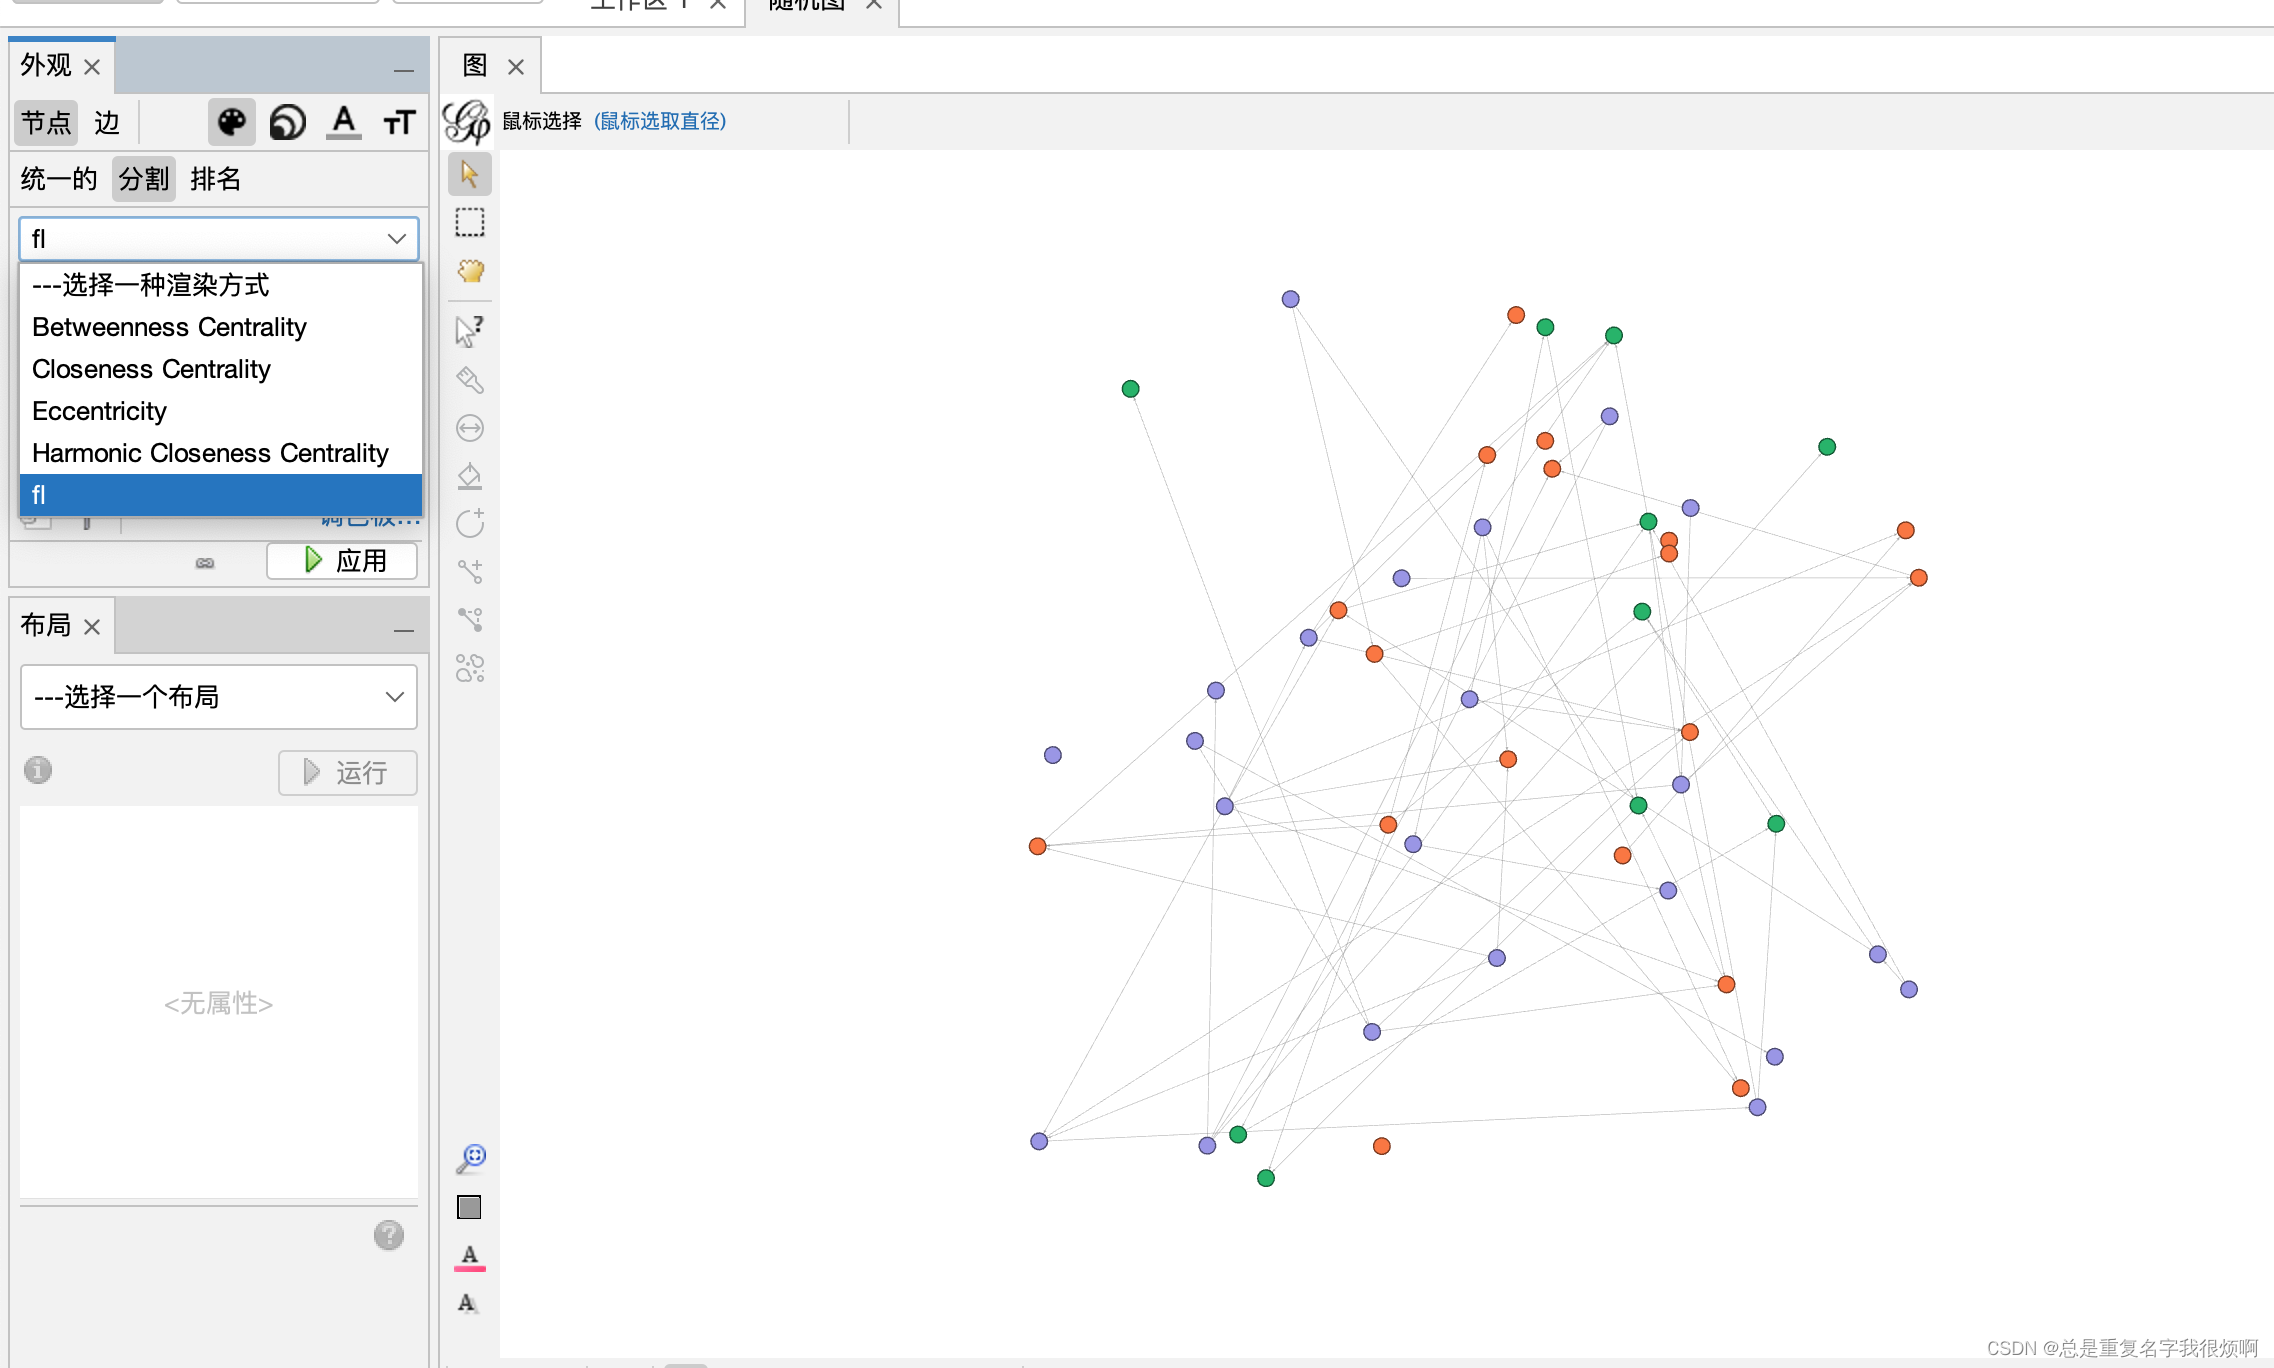 工作区 1 ×
随机图 ×
外观 ×
节点 边
统一的 分割 排名
fl
---选择一种渲染方式
Betweenness Centrality
Closeness Centrality
Eccentricity
Harmonic Closeness Centrality
fl
调色板...
应用
布局 ×
---选择一个布局
运行
<无属性>
图 ×
鼠标选择 (鼠标选取直径)
CSDN @总是重复名字我很烦啊